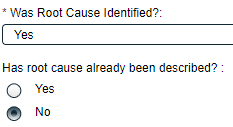 * Was Root Cause Identified?:
Yes
Has root cause already been described? :
Yes
No